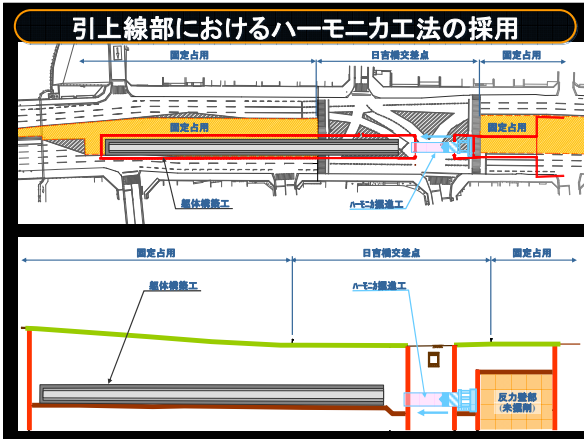 引上線部におけるハーモニカ工法の採用
固定占用
日吉橋交差点
固定占用
固定占用
固定占用
躯体構築工
ﾊｰﾓﾆｶ掘進工
固定占用
日吉橋交差点
固定占用
躯体構築工
ﾊｰﾓﾆｶ掘進工
反力壁部
(未掘削)